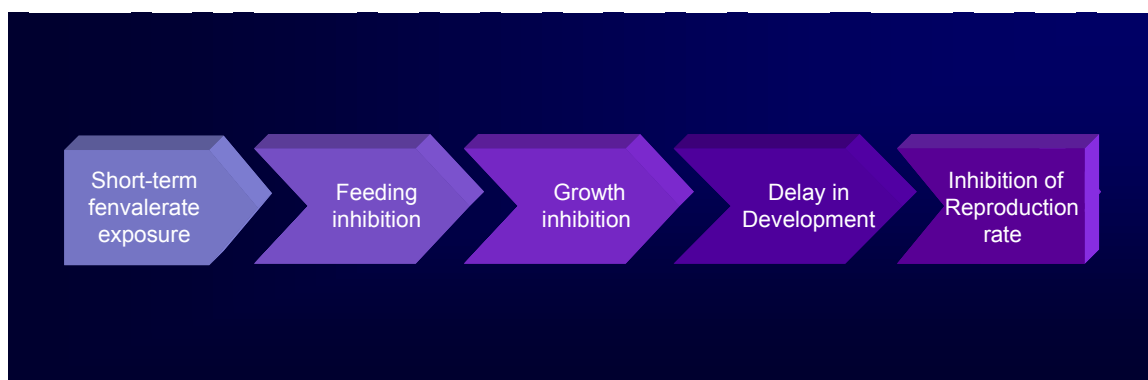 Short-term
fenvalerate
exposure
Feeding
inhibition
Growth
inhibition
Delay in
Development
Inhibition of
Reproduction
rate